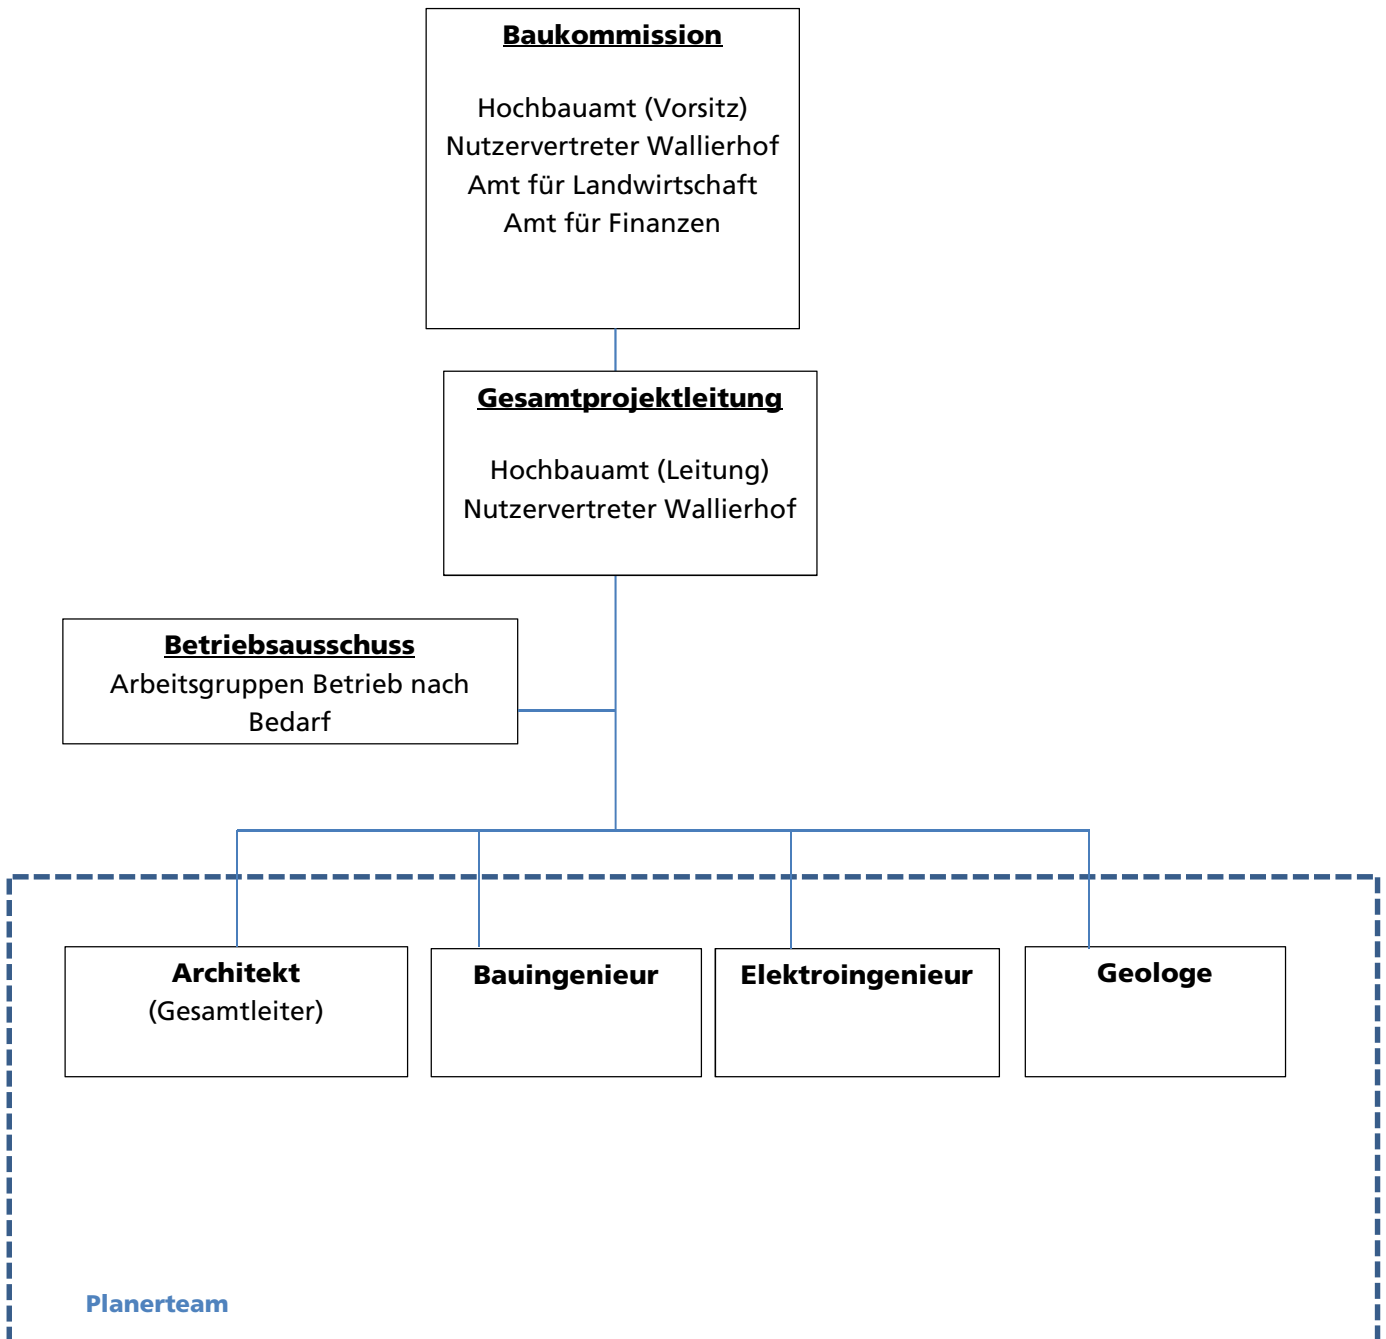 Baukommission
Hochbauamt (Vorsitz)
Nutzervertreter Wallierhof
Amt für Landwirtschaft
Amt für Finanzen
Gesamtprojektleitung
Hochbauamt (Leitung)
Nutzervertreter Wallierhof
Betriebsausschuss
Arbeitsgruppen Betrieb nach
Bedarf
Architekt
(Gesamtleiter)
Bauingenieur
Elektroingenieur
Geologe
Planerteam